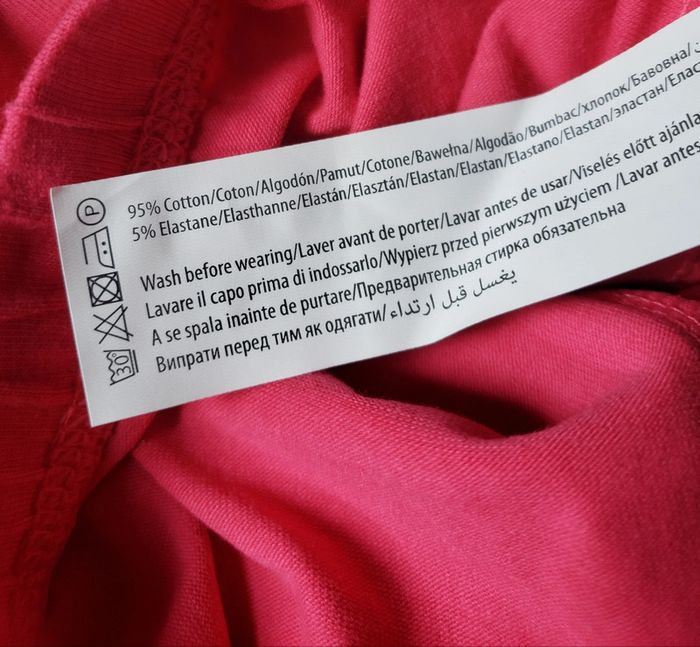 95% Cotton/Coton/Algodón/Pamut/Cotone/Bawełna/Algodão/Bumbac/хлопок/Бавовна/
5% Elastane/Elasthanne/Elastán/Elasztán/Elastan/Elastan/Elastano/Elastan/эластан/Елас
Wash before wearing/Laver avant de porter/Lavar antes de usar/Viselés előtt ajánla
Lavare il capo prima di indossarlo/Wypierz przed pierwszym użyciem /Lavar antes
A se spala inainte de purtare/Предварительная стирка обязательна
Випрати перед тим як одягати/يغسل قبل ارتداء
P
30°